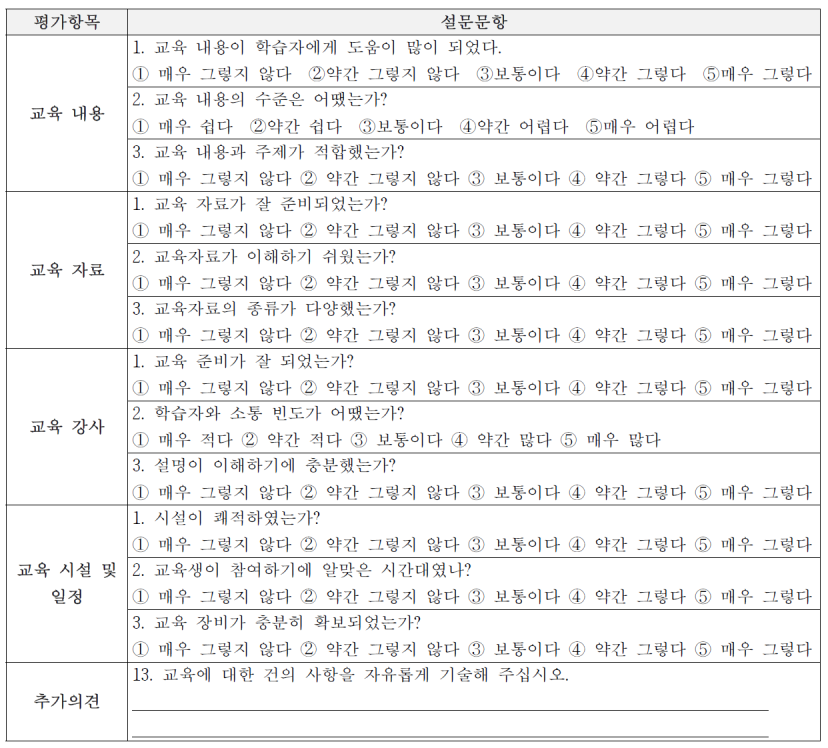 평가항목 설문문항
교육 내용
1. 교육 내용이 학습자에게 도움이 많이 되었다.
① 매우 그렇지 않다 ②약간 그렇지 않다 ③보통이다 ④약간 그렇다 ⑤매우 그렇다
2. 교육 내용의 수준은 어땠는가?
① 매우 쉽다 ②약간 쉽다 ③보통이다 ④약간 어렵다 ⑤매우 어렵다
3. 교육 내용과 주제가 적합했는가?
① 매우 그렇지 않다 ② 약간 그렇지 않다 ③ 보통이다 ④ 약간 그렇다 ⑤ 매우 그렇다
교육 자료
1. 교육 자료가 잘 준비되었는가?
① 매우 그렇지 않다 ② 약간 그렇지 않다 ③ 보통이다 ④ 약간 그렇다 ⑤ 매우 그렇다
2. 교육자료가 이해하기 쉬웠는가?
① 매우 그렇지 않다 ② 약간 그렇지 않다 ③ 보통이다 ④ 약간 그렇다 ⑤ 매우 그렇다
3. 교육자료의 종류가 다양했는가?
① 매우 그렇지 않다 ② 약간 그렇지 않다 ③ 보통이다 ④ 약간 그렇다 ⑤ 매우 그렇다
교육 강사
1. 교육 준비가 잘 되었는가?
① 매우 그렇지 않다 ② 약간 그렇지 않다 ③ 보통이다 ④ 약간 그렇다 ⑤ 매우 그렇다
2. 학습자와 소통 빈도가 어땠는가?
① 매우 적다 ② 약간 적다 ③ 보통이다 ④ 약간 많다 ⑤ 매우 많다
3. 설명이 이해하기에 충분했는가?
① 매우 그렇지 않다 ② 약간 그렇지 않다 ③ 보통이다 ④ 약간 그렇다 ⑤ 매우 그렇다
교육 시설 및
일정
1. 시설이 쾌적하였는가?
① 매우 그렇지 않다 ② 약간 그렇지 않다 ③ 보통이다 ④ 약간 그렇다 ⑤ 매우 그렇다
2. 교육생이 참여하기에 알맞은 시간대였나?
① 매우 그렇지 않다 ② 약간 그렇지 않다 ③ 보통이다 ④ 약간 그렇다 ⑤ 매우 그렇다
3. 교육 장비가 충분히 확보되었는가?
① 매우 그렇지 않다 ② 약간 그렇지 않다 ③ 보통이다 ④ 약간 그렇다 ⑤ 매우 그렇다
추가의견
13. 교육에 대한 건의 사항을 자유롭게 기술해 주십시오.